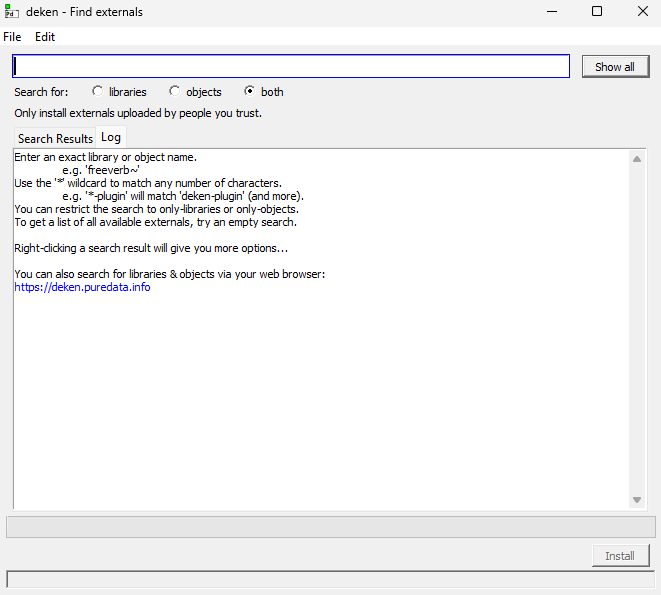 deken - Find externals
File Edit
Show all
Search for: libraries objects both
Only install externals uploaded by people you trust.
Search Results Log
Enter an exact library or object name.
e.g. 'freeverb~'
Use the '*' wildcard to match any number of characters.
e.g. '*-plugin' will match 'deken-plugin' (and more).
You can restrict the search to only-libraries or only-objects.
To get a list of all available externals, try an empty search.
Right-clicking a search result will give you more options...
You can also search for libraries & objects via your web browser:
https://deken.puredata.info
Install